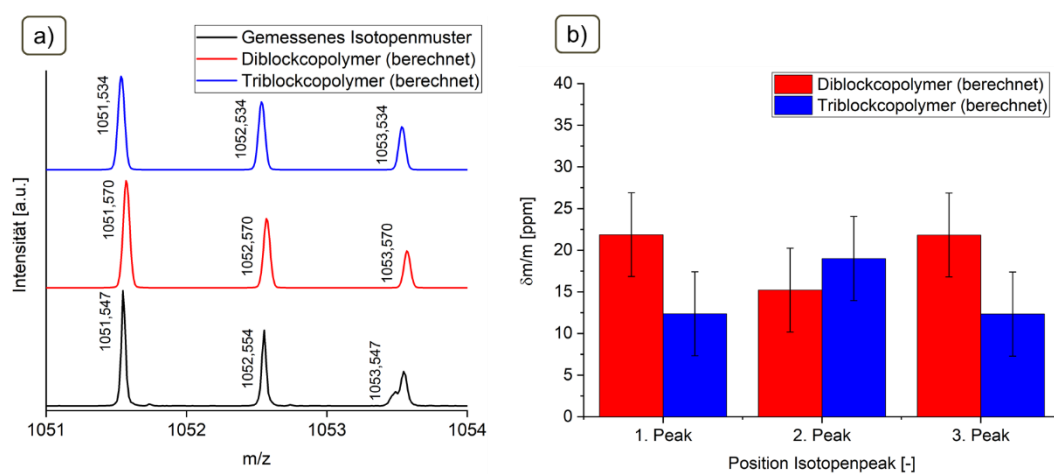 a)
Gemessenes Isotopenmuster
Diblockcopolymer (berechnet)
Triblockcopolymer (berechnet)
1051,534
1052,534
1053,534
1051,570
1052,570
1053,570
1051,547
1052,554
1053,547
Intensität [a.u.]
1051
1052
1053
1054
m/z
b)
Diblockcopolymer (berechnet)
Triblockcopolymer (berechnet)
40
35
30
25
20
15
10
5
0
δm/m [ppm]
1. Peak
2. Peak
3. Peak
Position Isotopenpeak [-]